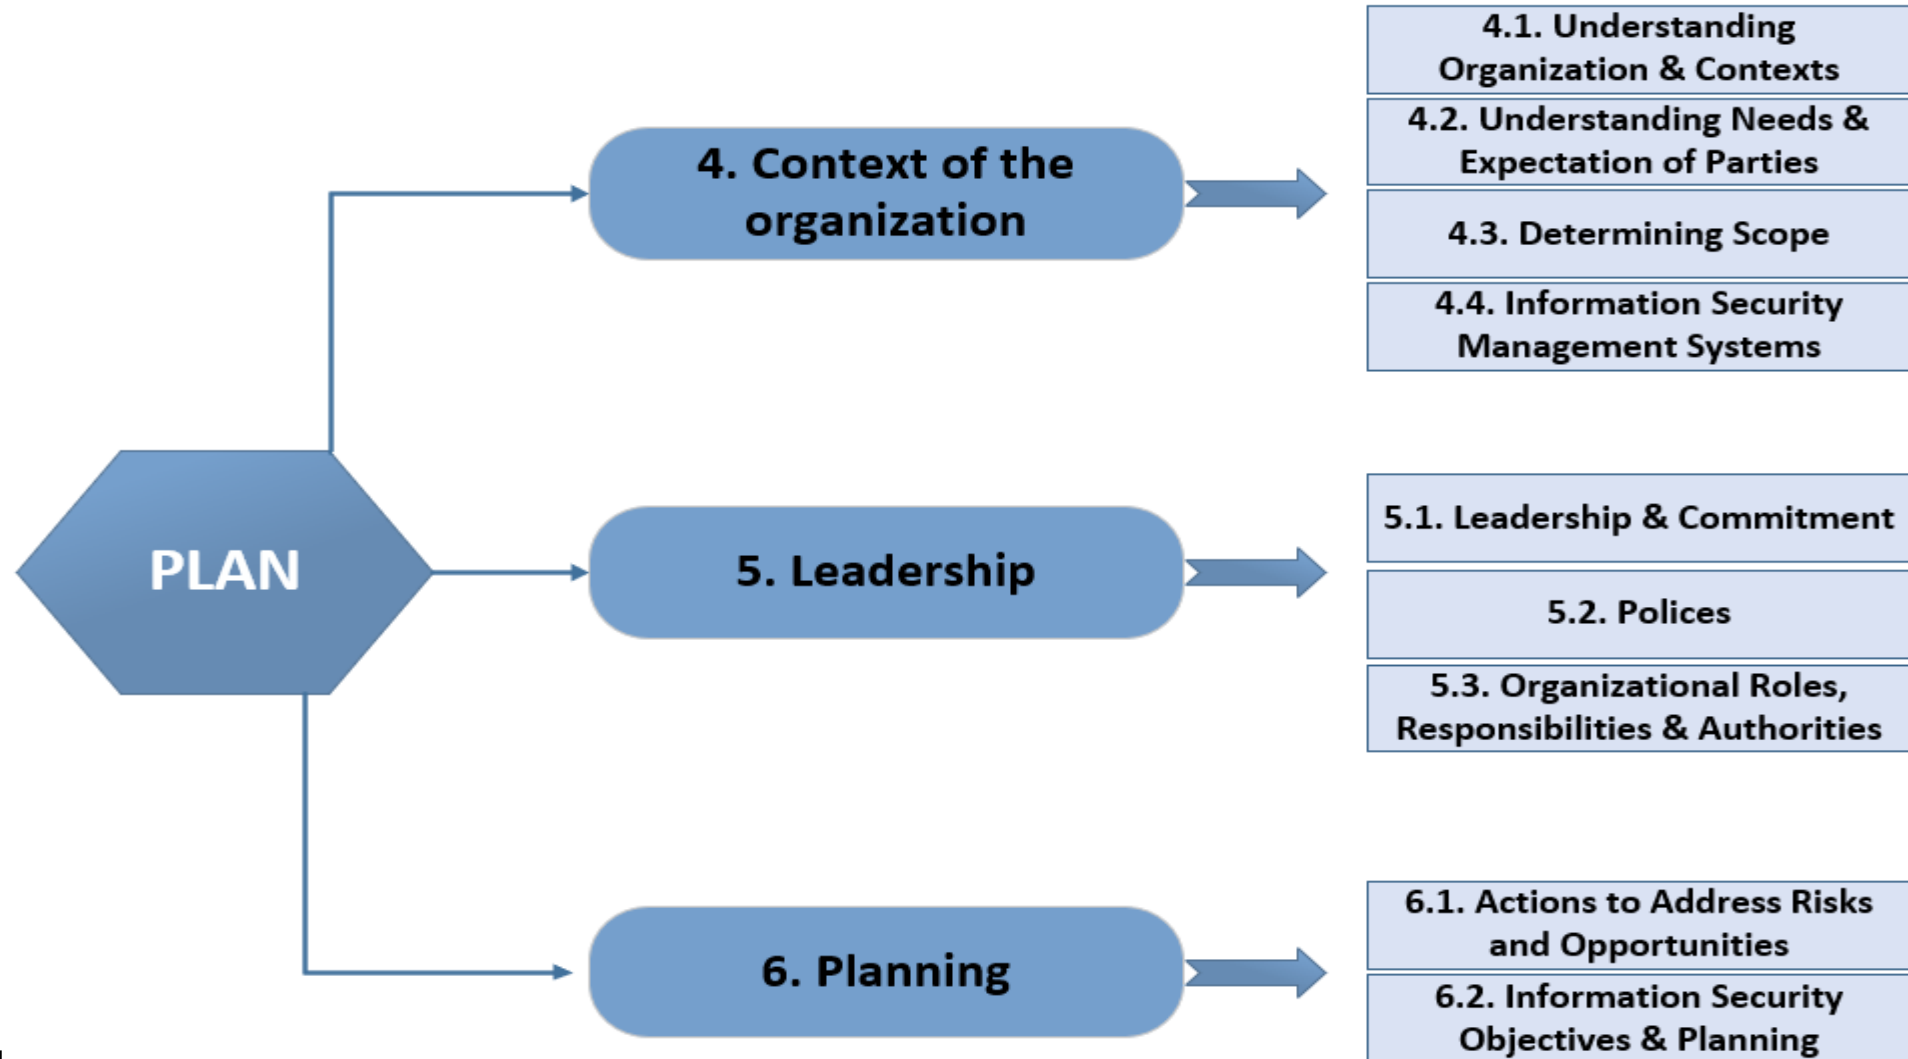 PLAN
4. Context of the
organization
4.1. Understanding
Organization & Contexts
4.2. Understanding Needs &
Expectation of Parties
4.3. Determining Scope
4.4. Information Security
Management Systems
5. Leadership
5.1. Leadership & Commitment
5.2. Polices
5.3. Organizational Roles,
Responsibilities & Authorities
6. Planning
6.1. Actions to Address Risks
and Opportunities
6.2. Information Security
Objectives & Planning